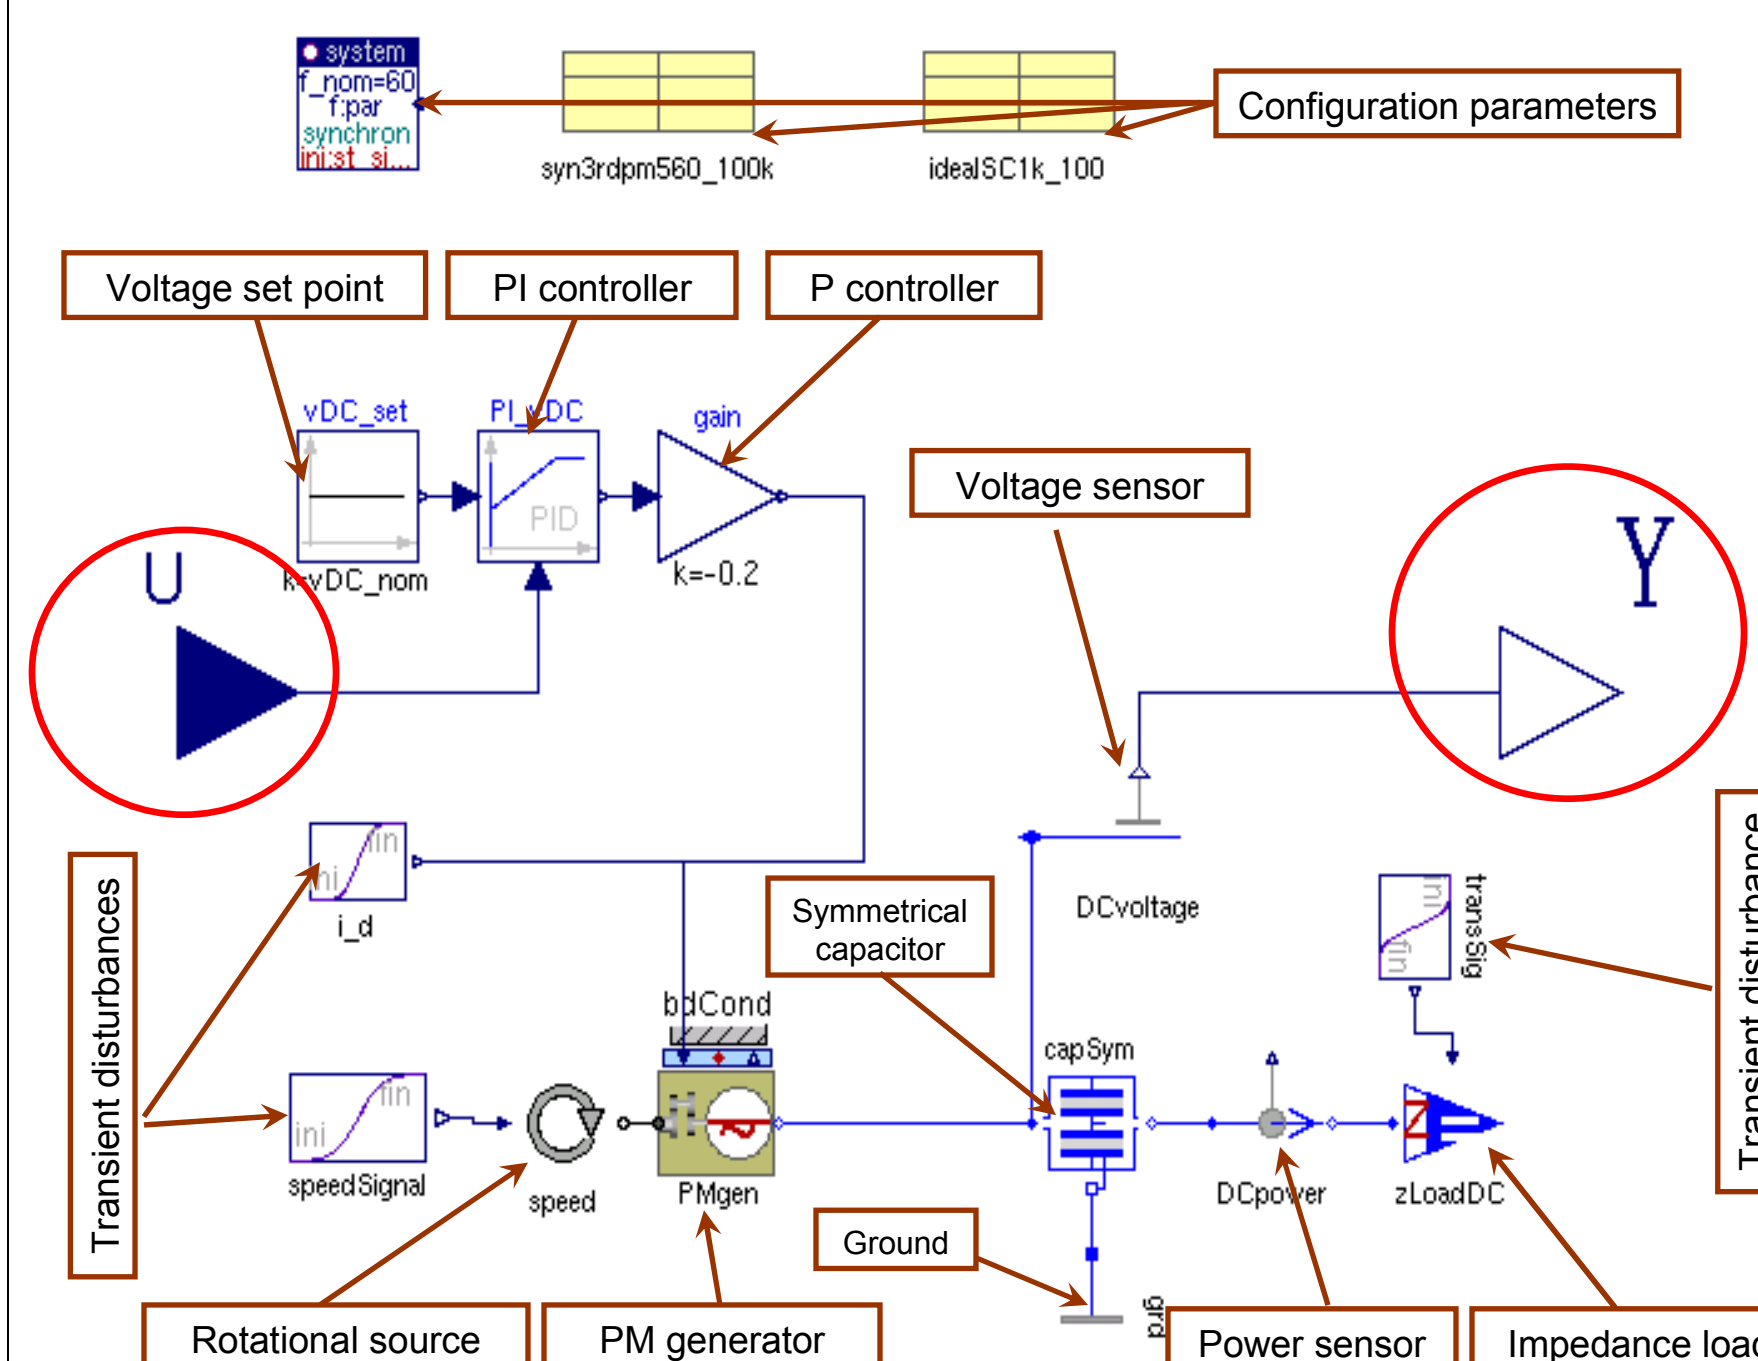 system
f_nom=60
f:par
synchron
ini:st_si...
syn3rdpm560_100k
idealSC1k_100
Configuration parameters
Voltage set point
PI controller
P controller
vDC_set
PI_vDC
gain
PID
k=vDC_nom
k=-0.2
Voltage sensor
U
Y
Transient disturbances
fin
ini
i_d
Symmetrical
capacitor
DCvoltage
ini
fin
transSig
Transient disturbance
bdCond
capSym
fin
ini
speedSignal
speed
PMgen
DCpower
zLoadDC
Z
Ground
grd
Rotational source
PM generator
Power sensor
Impedance load